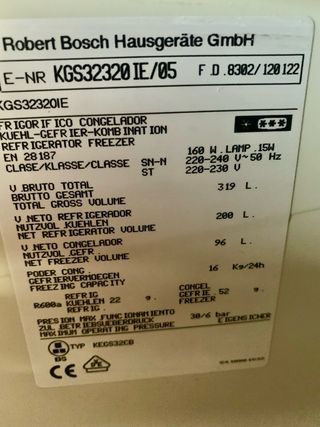 Robert Bosch Hausgeräte GmbH
E-NR KGS32320IE/05 F.D.8302/120122
KGS32320IE
FRIGORIFICO CONGELADOR
KUEHL-GEFRIER-KOMBINATION
REFRIGERATOR FREEZER
EN 28187
160 W.LAMP.15W
CLASE/KLASSE/CLASSE SN-N 220-240 V~50 Hz
ST 220-230 V
V.BRUTO TOTAL
BRUTTO GESAMT 319 L.
TOTAL GROSS VOLUME
V.NETO REFRIGERADOR
NUTZVOL.KUEHLEN 200 L.
NET REFRIGERATOR VOLUME
V.NETO CONGELADOR
NUTZVOL.GEFR 96 L.
NET FREEZER VOLUME
PODER CONG
GEFRIERVERMOEGEN 16 Kg/24h
FREEZING CAPACITY
REFRIG CONGEL
R600a KUEHLEN 22 g. GEFRIE.52 g.
REFRIG FREEZER
PRESION MAX.FUNCIONAMIENTO
ZUL.BETRIEBSUEBERDRUCK 30/6 bar EIGENSICHER
MAXIMUM OPERATING PRESSURE
TYP KEGS32CB
BS
CE